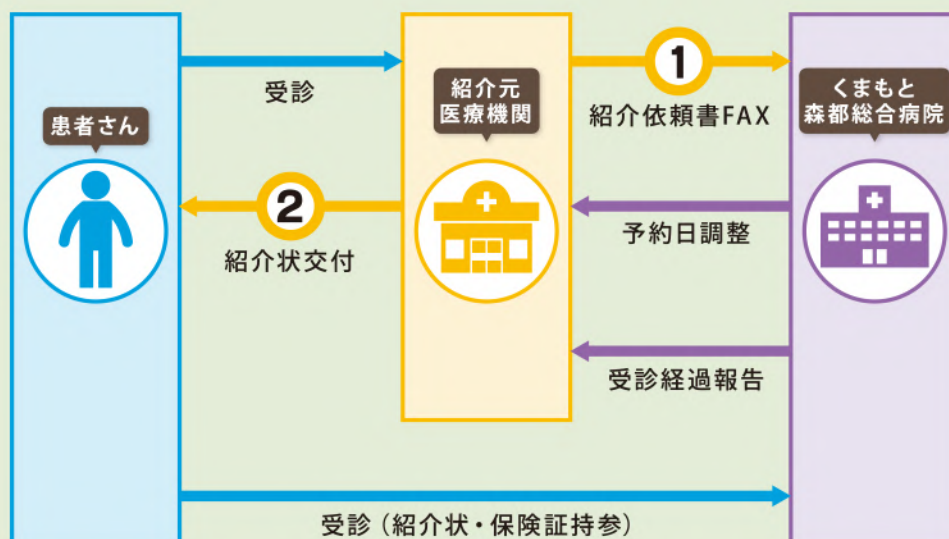 患者さん
受診
紹介元
医療機関
1
紹介依頼書FAX
くまもと
森都総合病院
2
紹介状交付
予約日調整
受診経過報告
受診（紹介状・保険証持参）